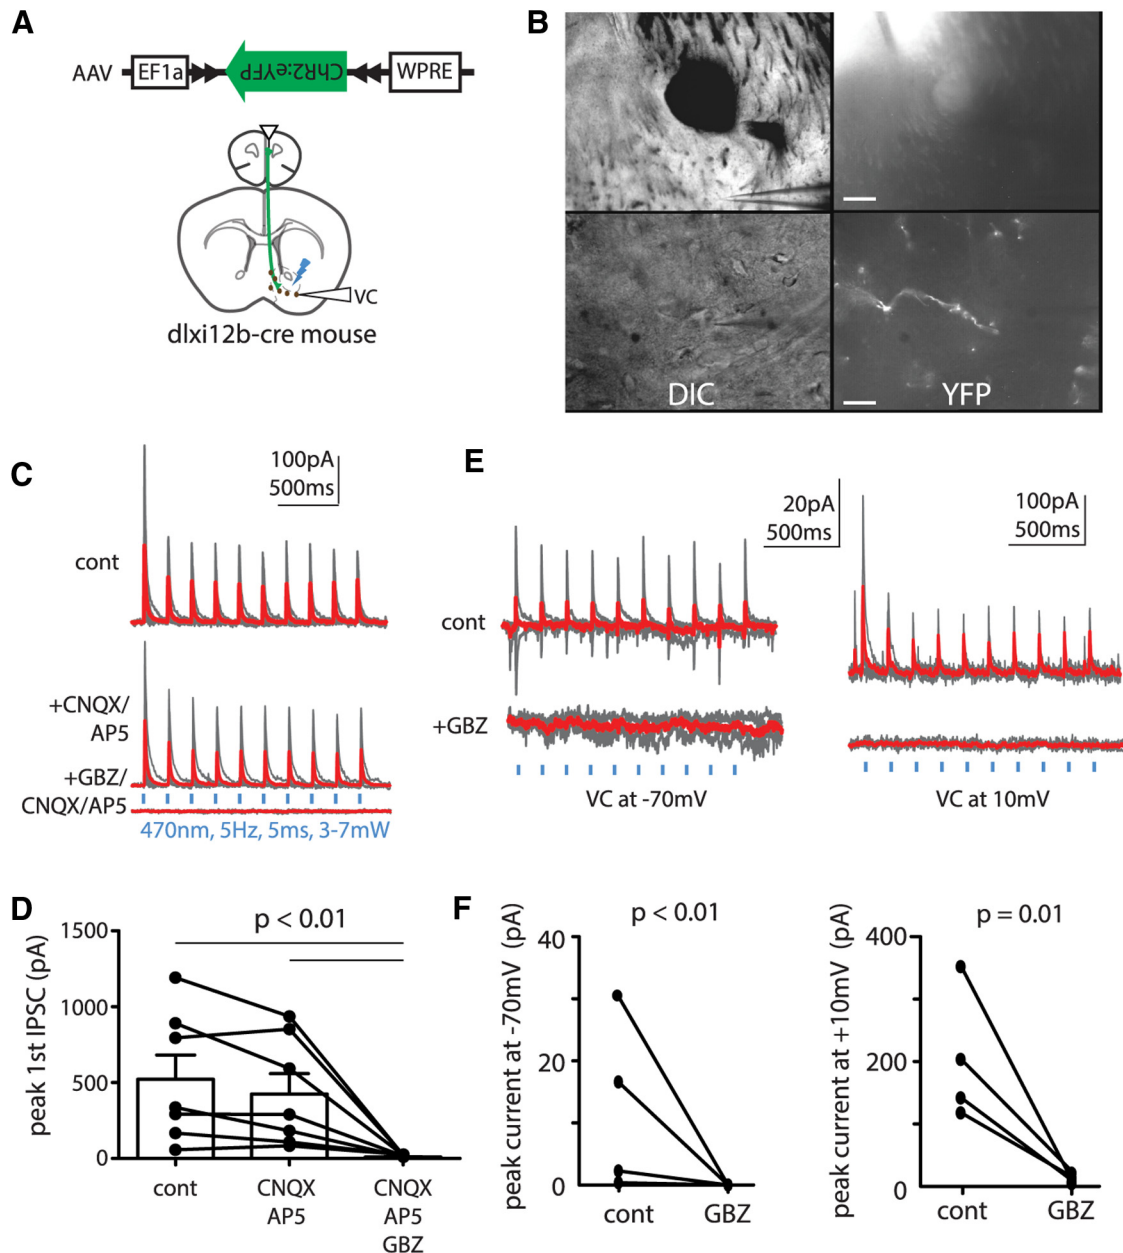 A
AAV
EF1a
ChR2:eYFP
WPRE
VC
dlxi12b-cre mouse
B
DIC
YFP
C
100pA
500ms
cont
+CNQX/
AP5
+GBZ/
CNQX/AP5
470nm, 5Hz, 5ms, 3-7mW
E
20pA
500ms
100pA
500ms
cont
+GBZ
VC at -70mV
VC at 10mV
D
p < 0.01
peak 1st IPSC (pA)
1500
1000
500
0
cont
CNQX
AP5
CNQX
AP5
GBZ
F
p < 0.01
peak current at -70mV (pA)
40
20
0
cont
GBZ
p = 0.01
peak current at +10mV (pA)
400
200
0
cont
GBZ